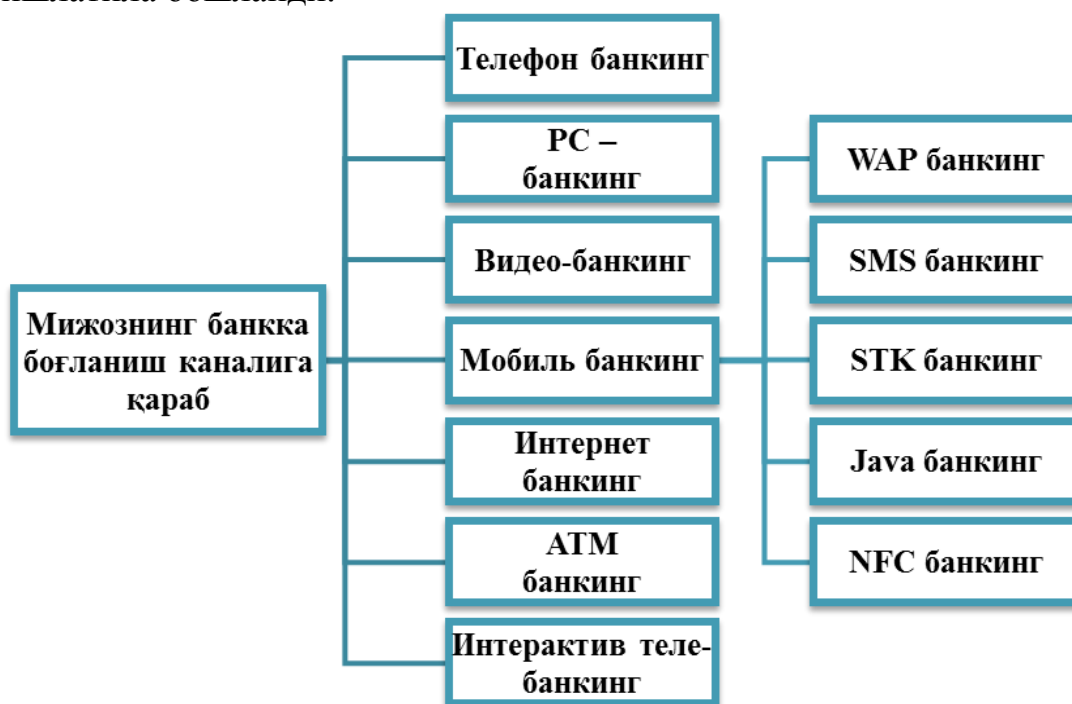 Телефон банкинг
PC –
банкинг
Видео-банкинг
Мижознинг банкка
боғланиш каналига
қараб
Мобиль банкинг
Интернет
банкинг
ATM
банкинг
Интерактив теле-
банкинг
WAP банкинг
SMS банкинг
STK банкинг
Java банкинг
NFC банкинг